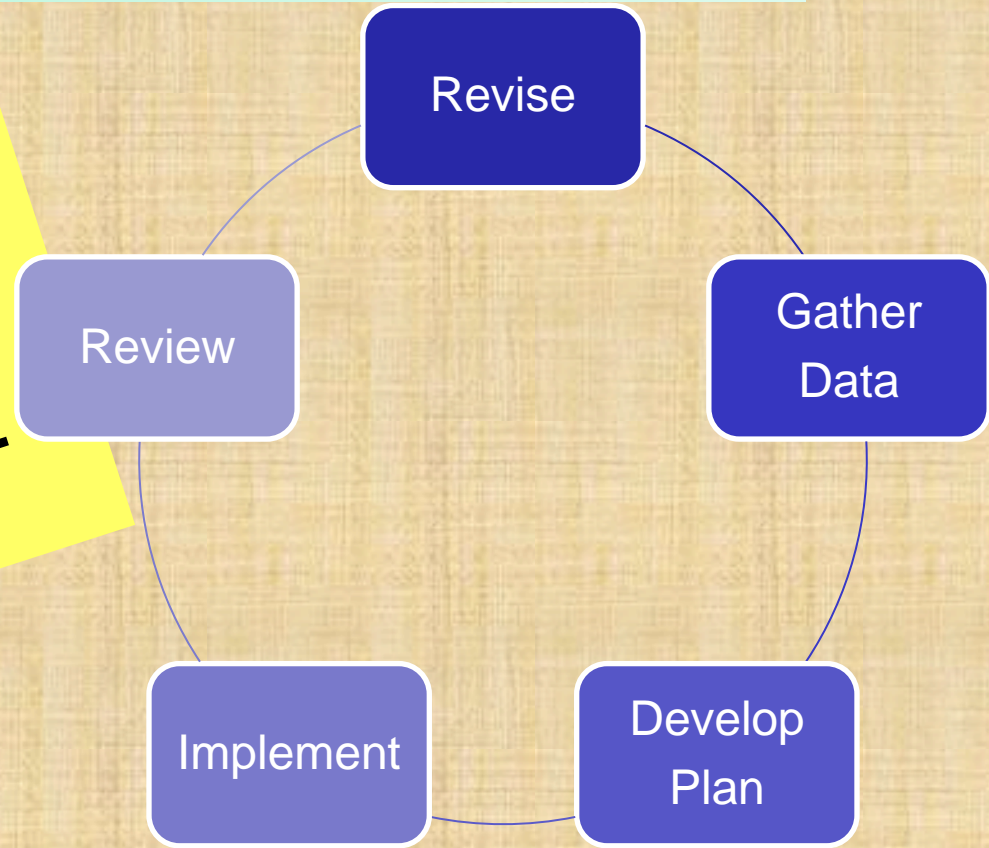 Revise
Gather
Data
Develop
Plan
Implement
Review